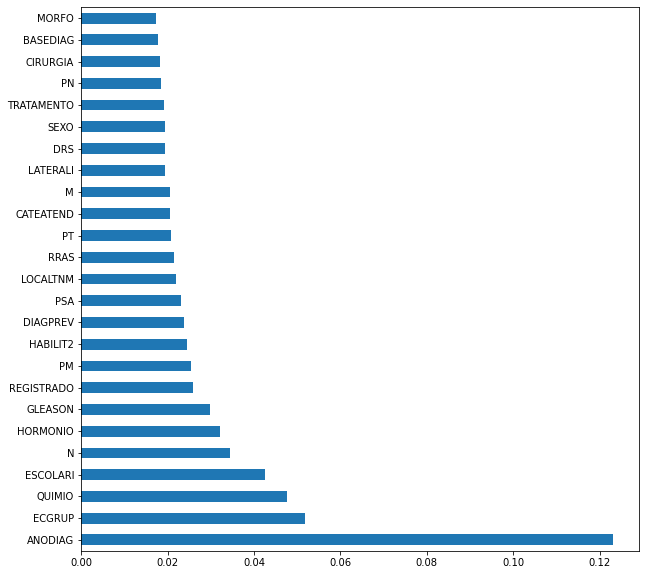 MORFO
BASEDIAG
CIRURGIA
PN
TRATAMENTO
SEXO
DRS
LATERALI
M
CATEATEND
PT
RRAS
LOCALTNM
PSA
DIAGPREV
HABILIT2
PM
REGISTRADO
GLEASON
HORMONIO
N
ESCOLARI
QUIMIO
ECGRUP
ANODIAG
0.00 0.02 0.04 0.06 0.08 0.10 0.12